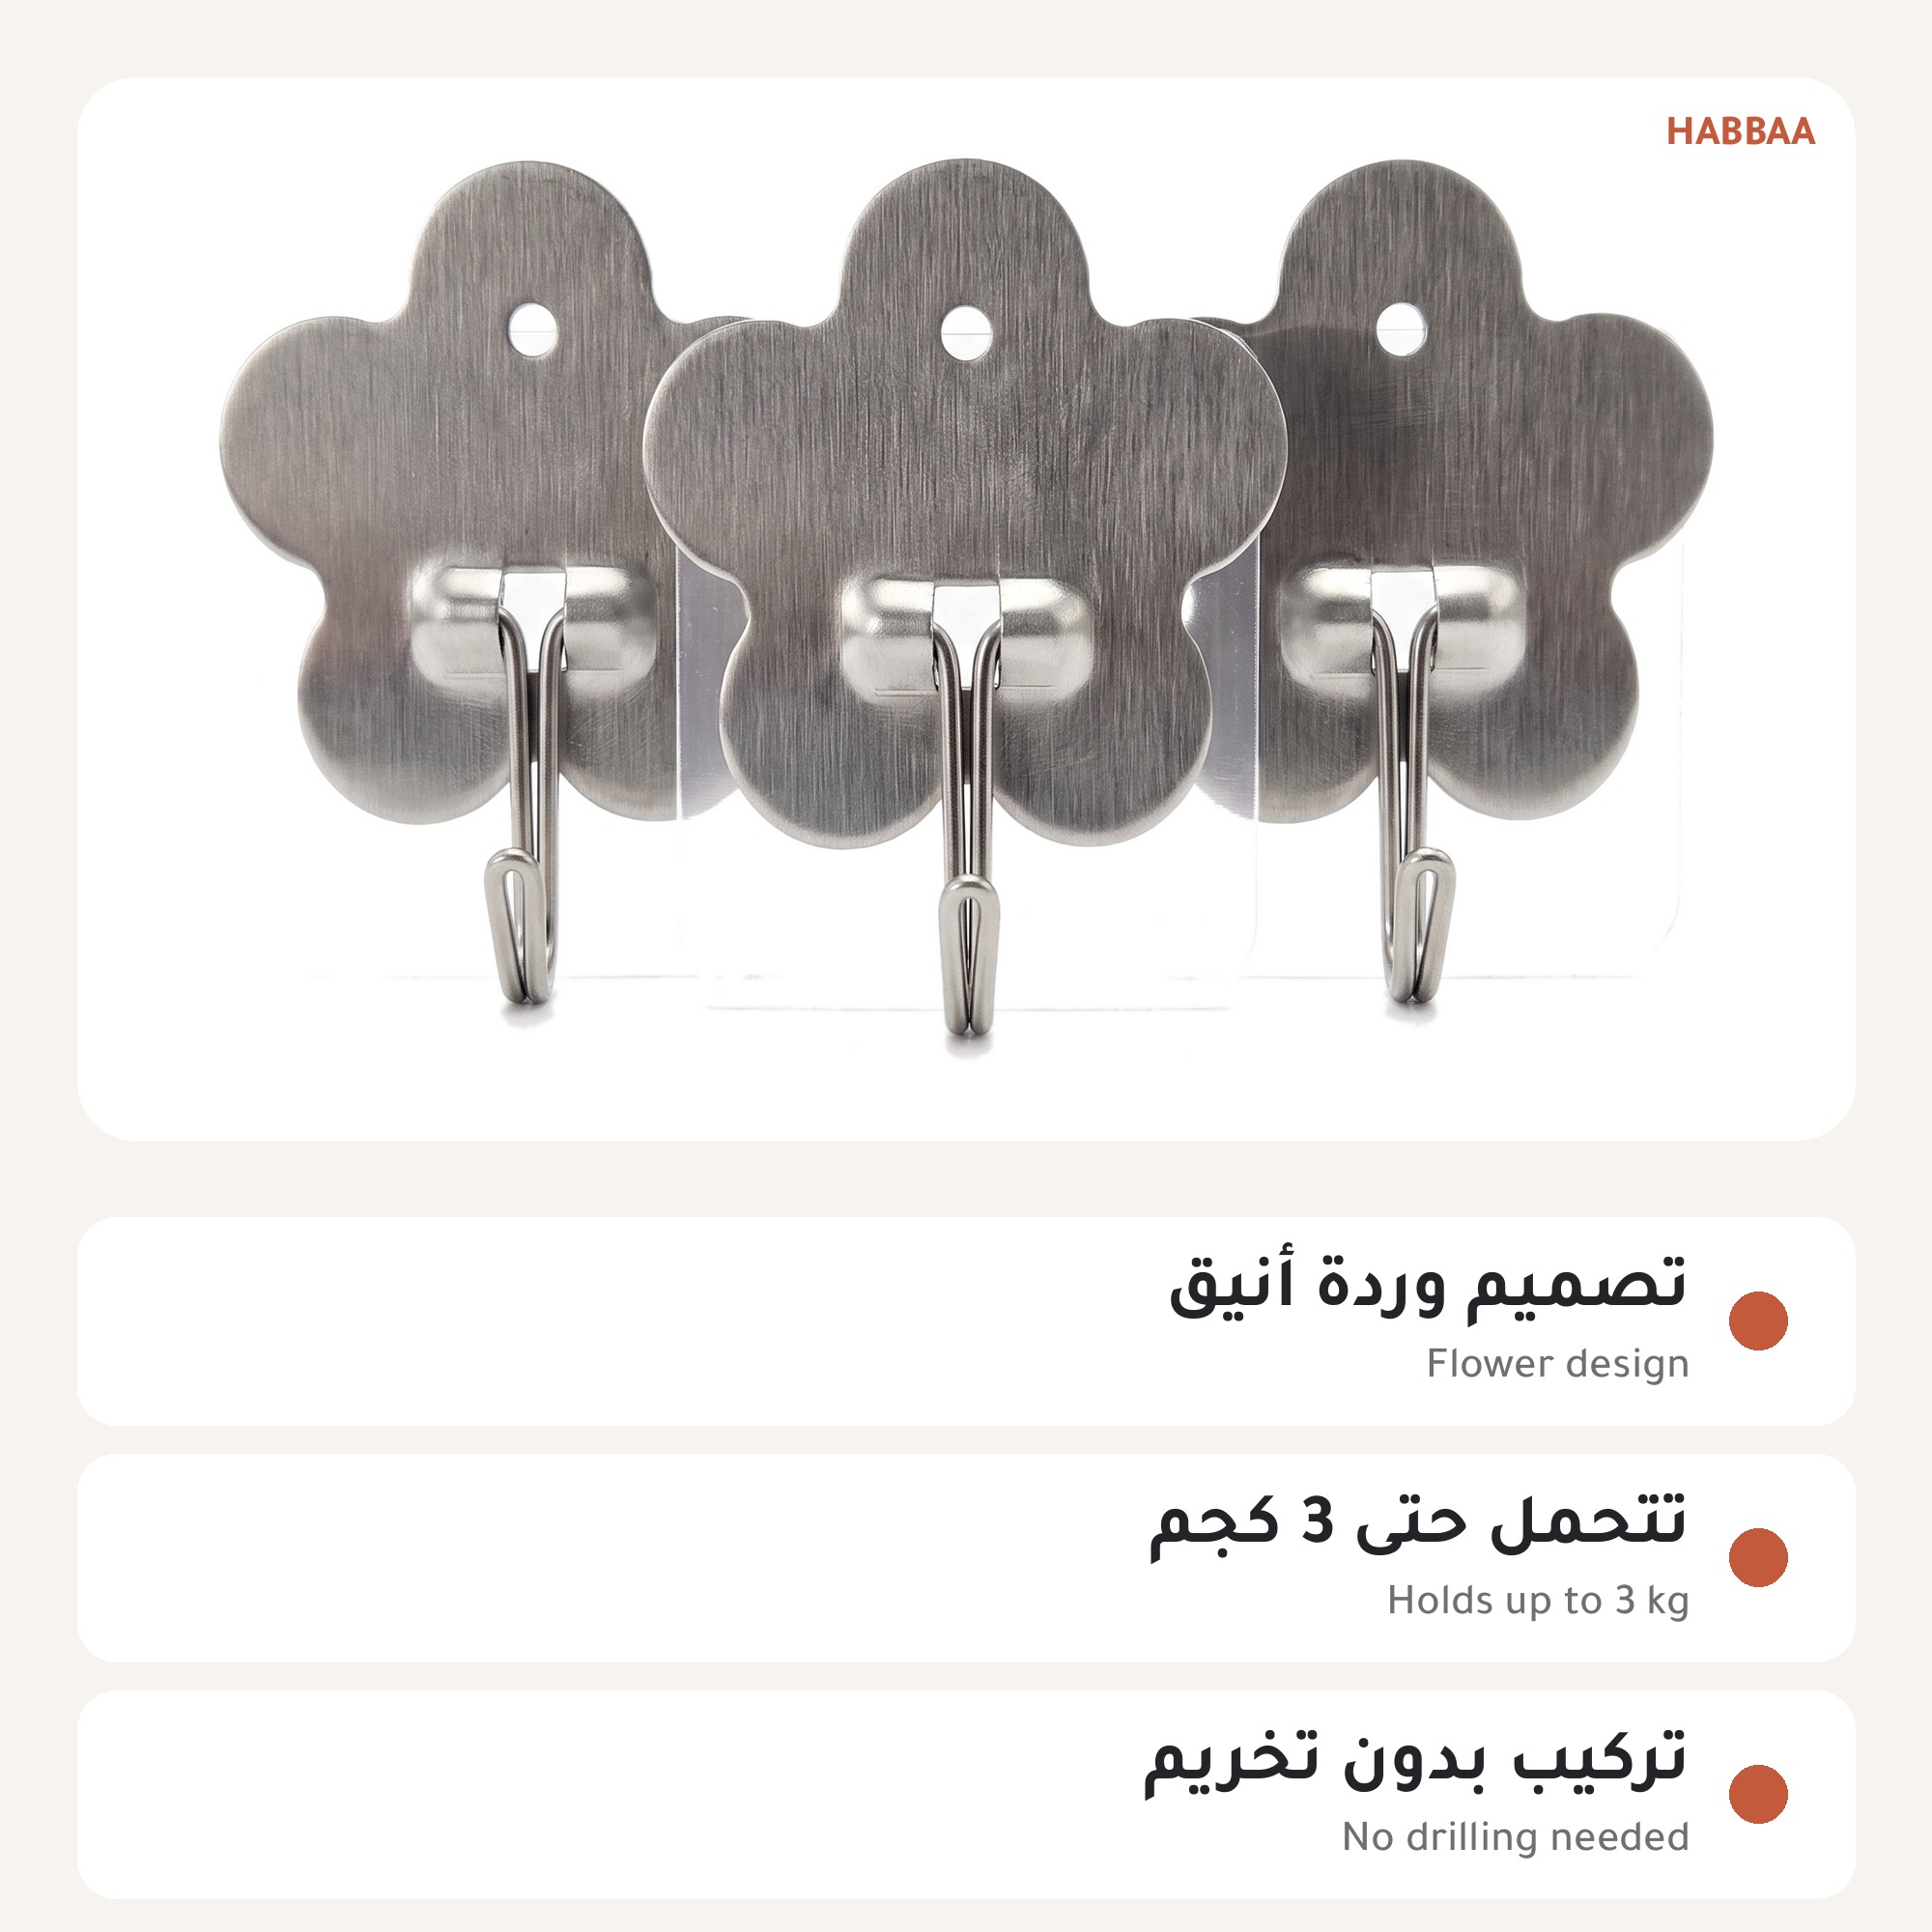 HABBAA
تصميم وردة أنيق
Flower design
تتحمل حتى 3 كجم
Holds up to 3 kg
تركيب بدون تخريم
No drilling needed